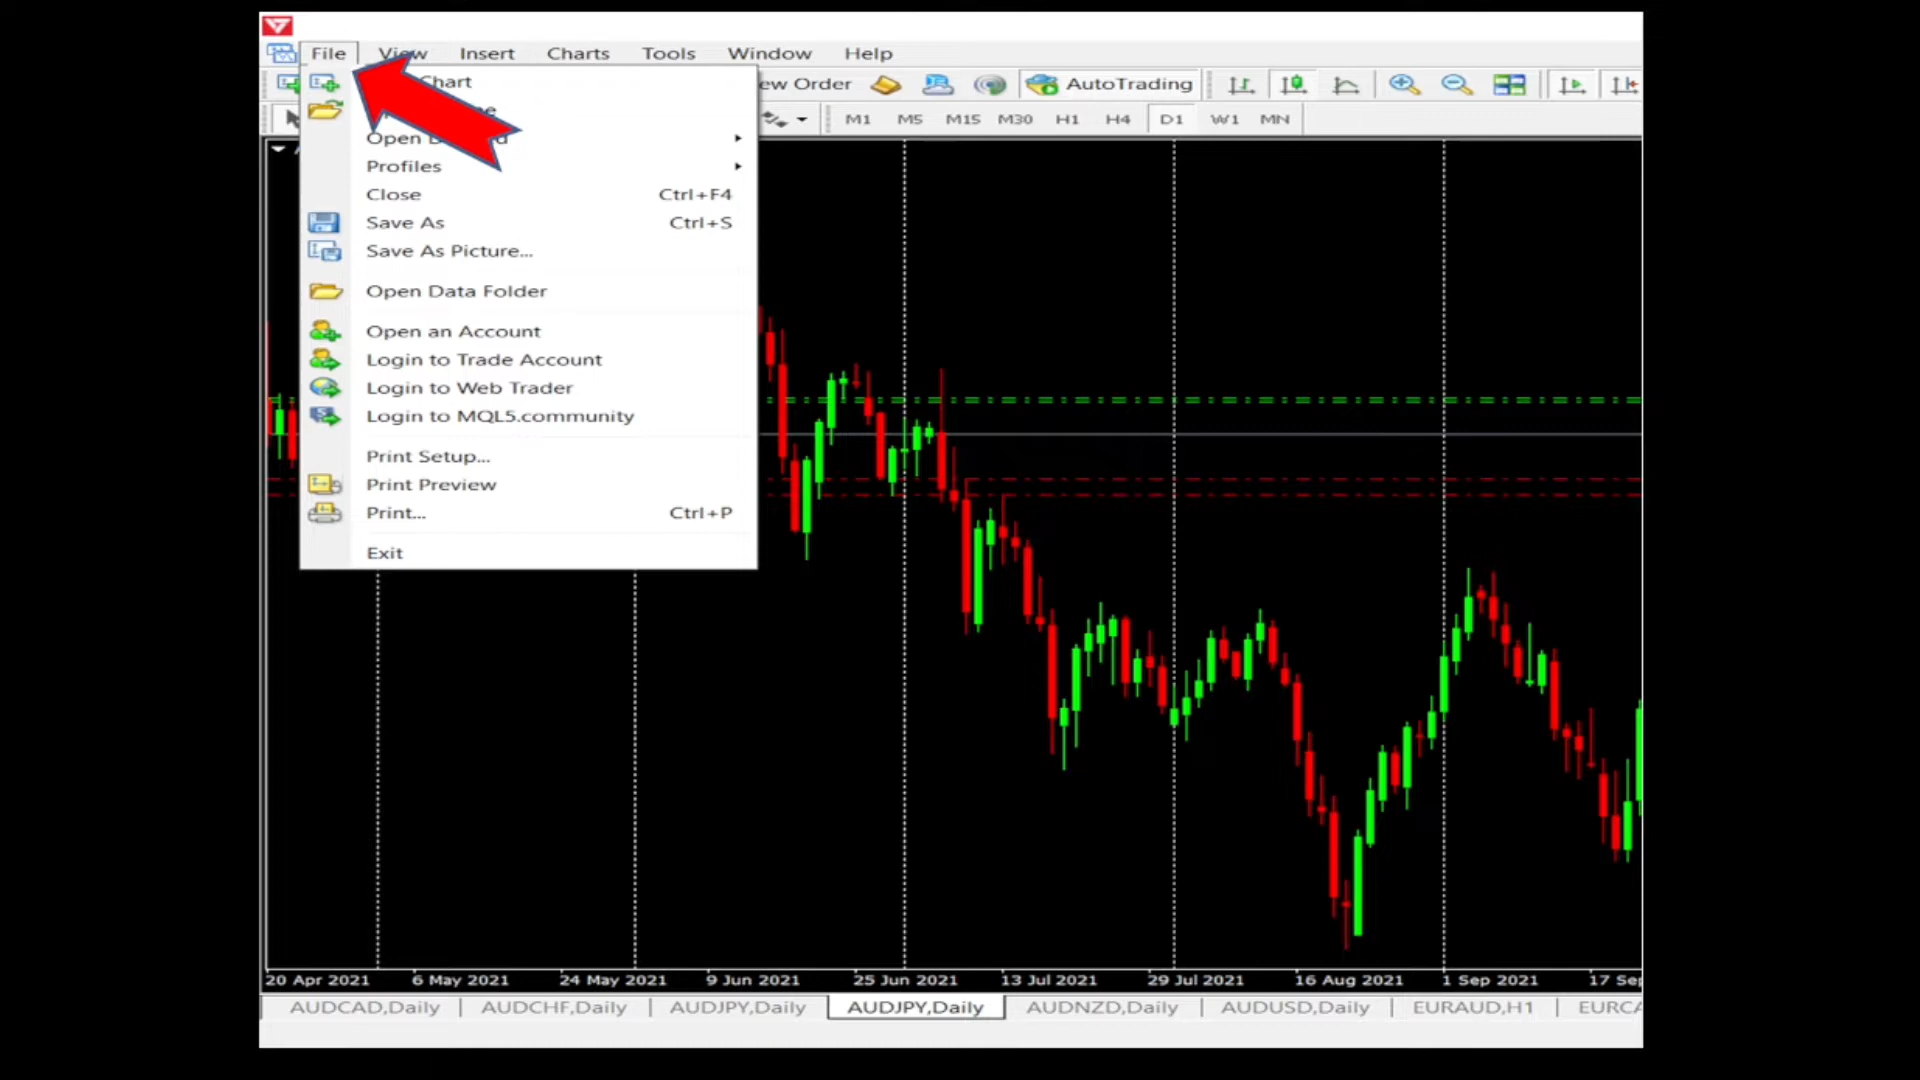 File View Insert Charts Tools Window Help
Chart
Order AutoTrading
M1 M5 M15 M30 H1 H4 D1 W1 MN
Open
Profiles
Close Ctrl+F4
Save As Ctrl+S
Save As Picture...
Open Data Folder
Open an Account
Login to Trade Account
Login to Web Trader
Login to MQL5.community
Print Setup...
Print Preview
Print... Ctrl+P
Exit
20 Apr 2021 6 May 2021 24 May 2021 9 Jun 2021 25 Jun 2021 13 Jul 2021 29 Jul 2021 16 Aug 2021 1 Sep 2021 17 Sep
AUDCAD,Daily AUDCHF,Daily AUDJPY,Daily AUDJPY,Daily AUDNZD,Daily AUDUSD,Daily EURAUD,H1